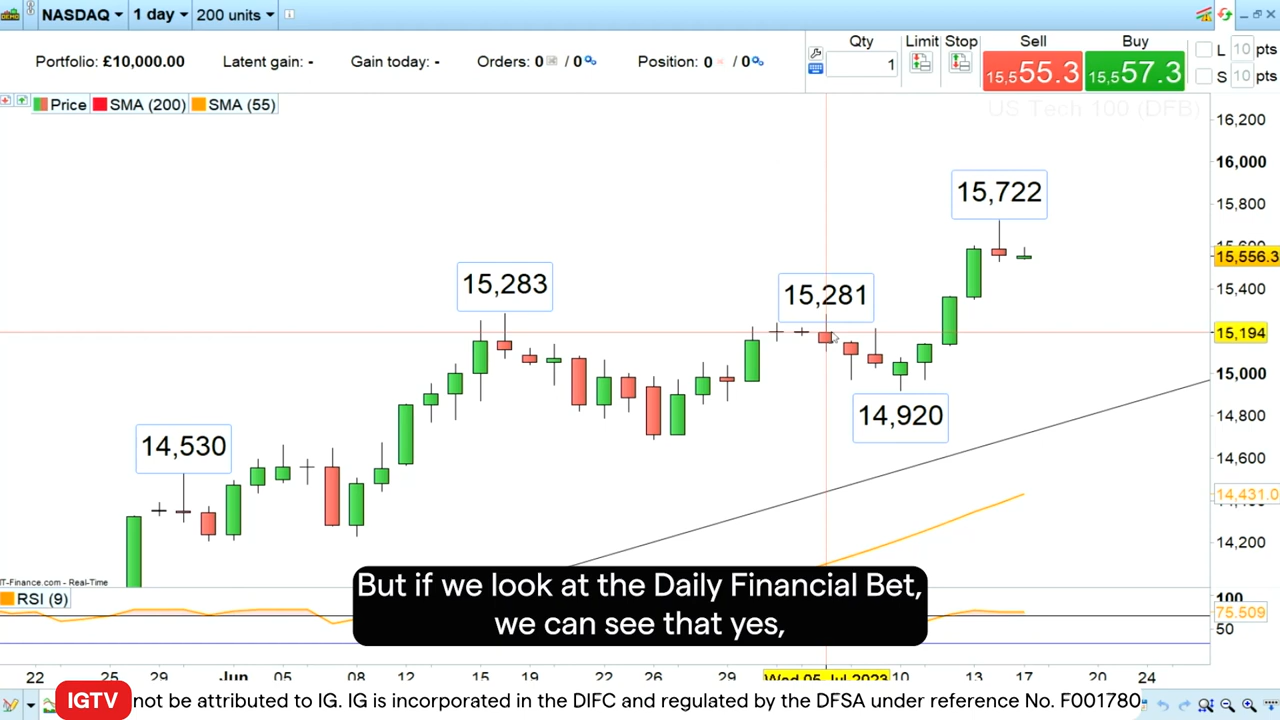 NASDAQ 1 day 200 units
Portfolio: £10,000.00 Latent gain: - Gain today: - Orders: 0 / 0 Position: 0 / 0
Qty Limit Stop Sell Buy
1 15,555.3 15,557.3
L 10 pts
S 10 pts
Price SMA (200) SMA (55)
US Tech 100 (DFB)
16,200
16,000
15,800
15,600
15,556.3
15,400
15,194
15,000
14,800
14,600
14,431.0
14,400
14,200
15,722
15,283
15,281
14,920
14,530
IT-Finance.com - Real-Time
RSI (9)
100
75.509
50
But if we look at the Daily Financial Bet,
we can see that yes,
22 25 29 Jun 05 08 12 15 19 22 26 29 Wed 05 Jul 2023 10 13 17 20 24
IGTV not be attributed to IG. IG is incorporated in the DIFC and regulated by the DFSA under reference No. F001780